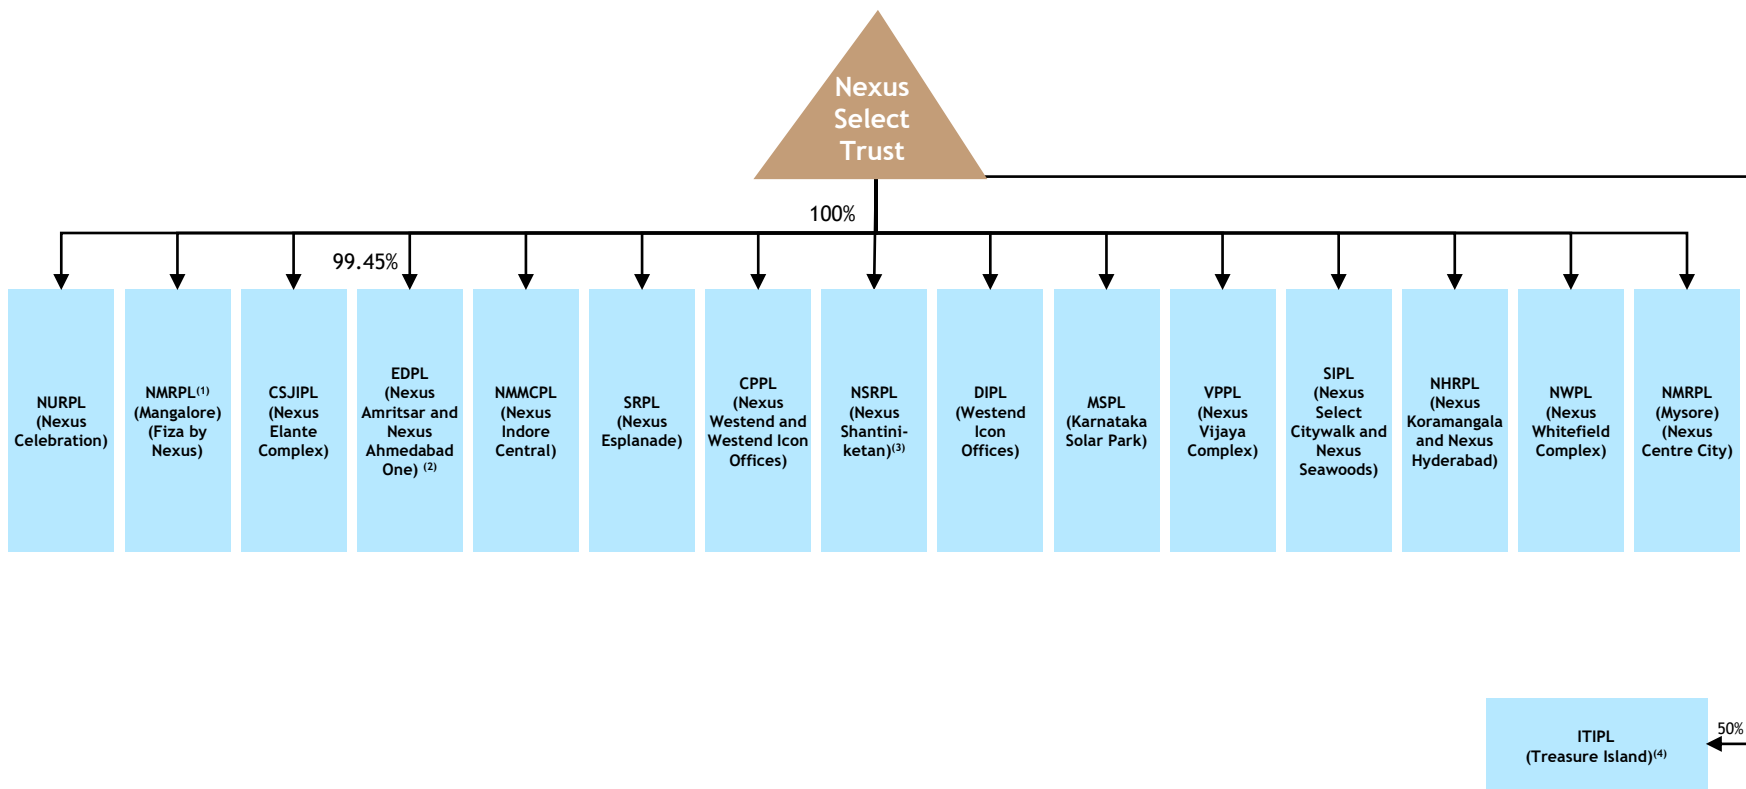 Nexus
Select
Trust
100%
99.45%
NURPL
(Nexus
Celebration)
NMRPL(1)
(Mangalore)
(Fiza by
Nexus)
CSJIPL
(Nexus
Elante
Complex)
EDPL
(Nexus
Amritsar and
Nexus
Ahmedabad
One) (2)
NMMCPL
(Nexus
Indore
Central)
SRPL
(Nexus
Esplanade)
CPPL
(Nexus
Westend and
Westend Icon
Offices)
NSRPL
(Nexus
Shantini-
ketan)(3)
DIPL
(Westend
Icon
Offices)
MSPL
(Karnataka
Solar Park)
VPPL
(Nexus
Vijaya
Complex)
SIPL
(Nexus
Select
Citywalk and
Nexus
Seawoods)
NHRPL
(Nexus
Koramangala
and Nexus
Hyderabad)
NWPL
(Nexus
Whitefield
Complex)
NMRPL
(Mysore)
(Nexus
Centre City)
ITIPL
(Treasure Island)(4)
50%